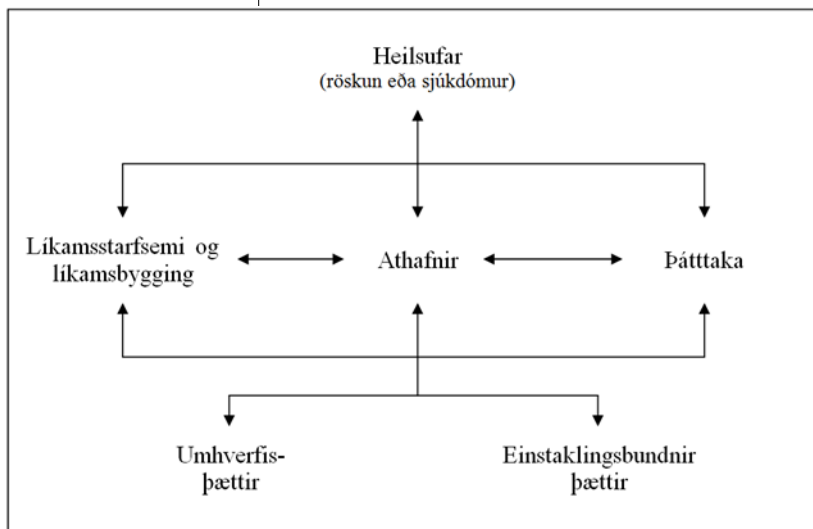 Heilsufar
(röskun eða sjúkdómur)
Líkamsstarfsemi og
líkamsbygging
Athafnir
Þátttaka
Umhverfis-
þættir
Einstaklingsbundnir
þættir